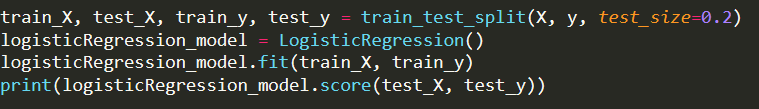 train_X, test_X, train_y, test_y = train_test_split(X, y, test_size=0.2)
logisticRegression_model = LogisticRegression()
logisticRegression_model.fit(train_X, train_y)
print(logisticRegression_model.score(test_X, test_y))